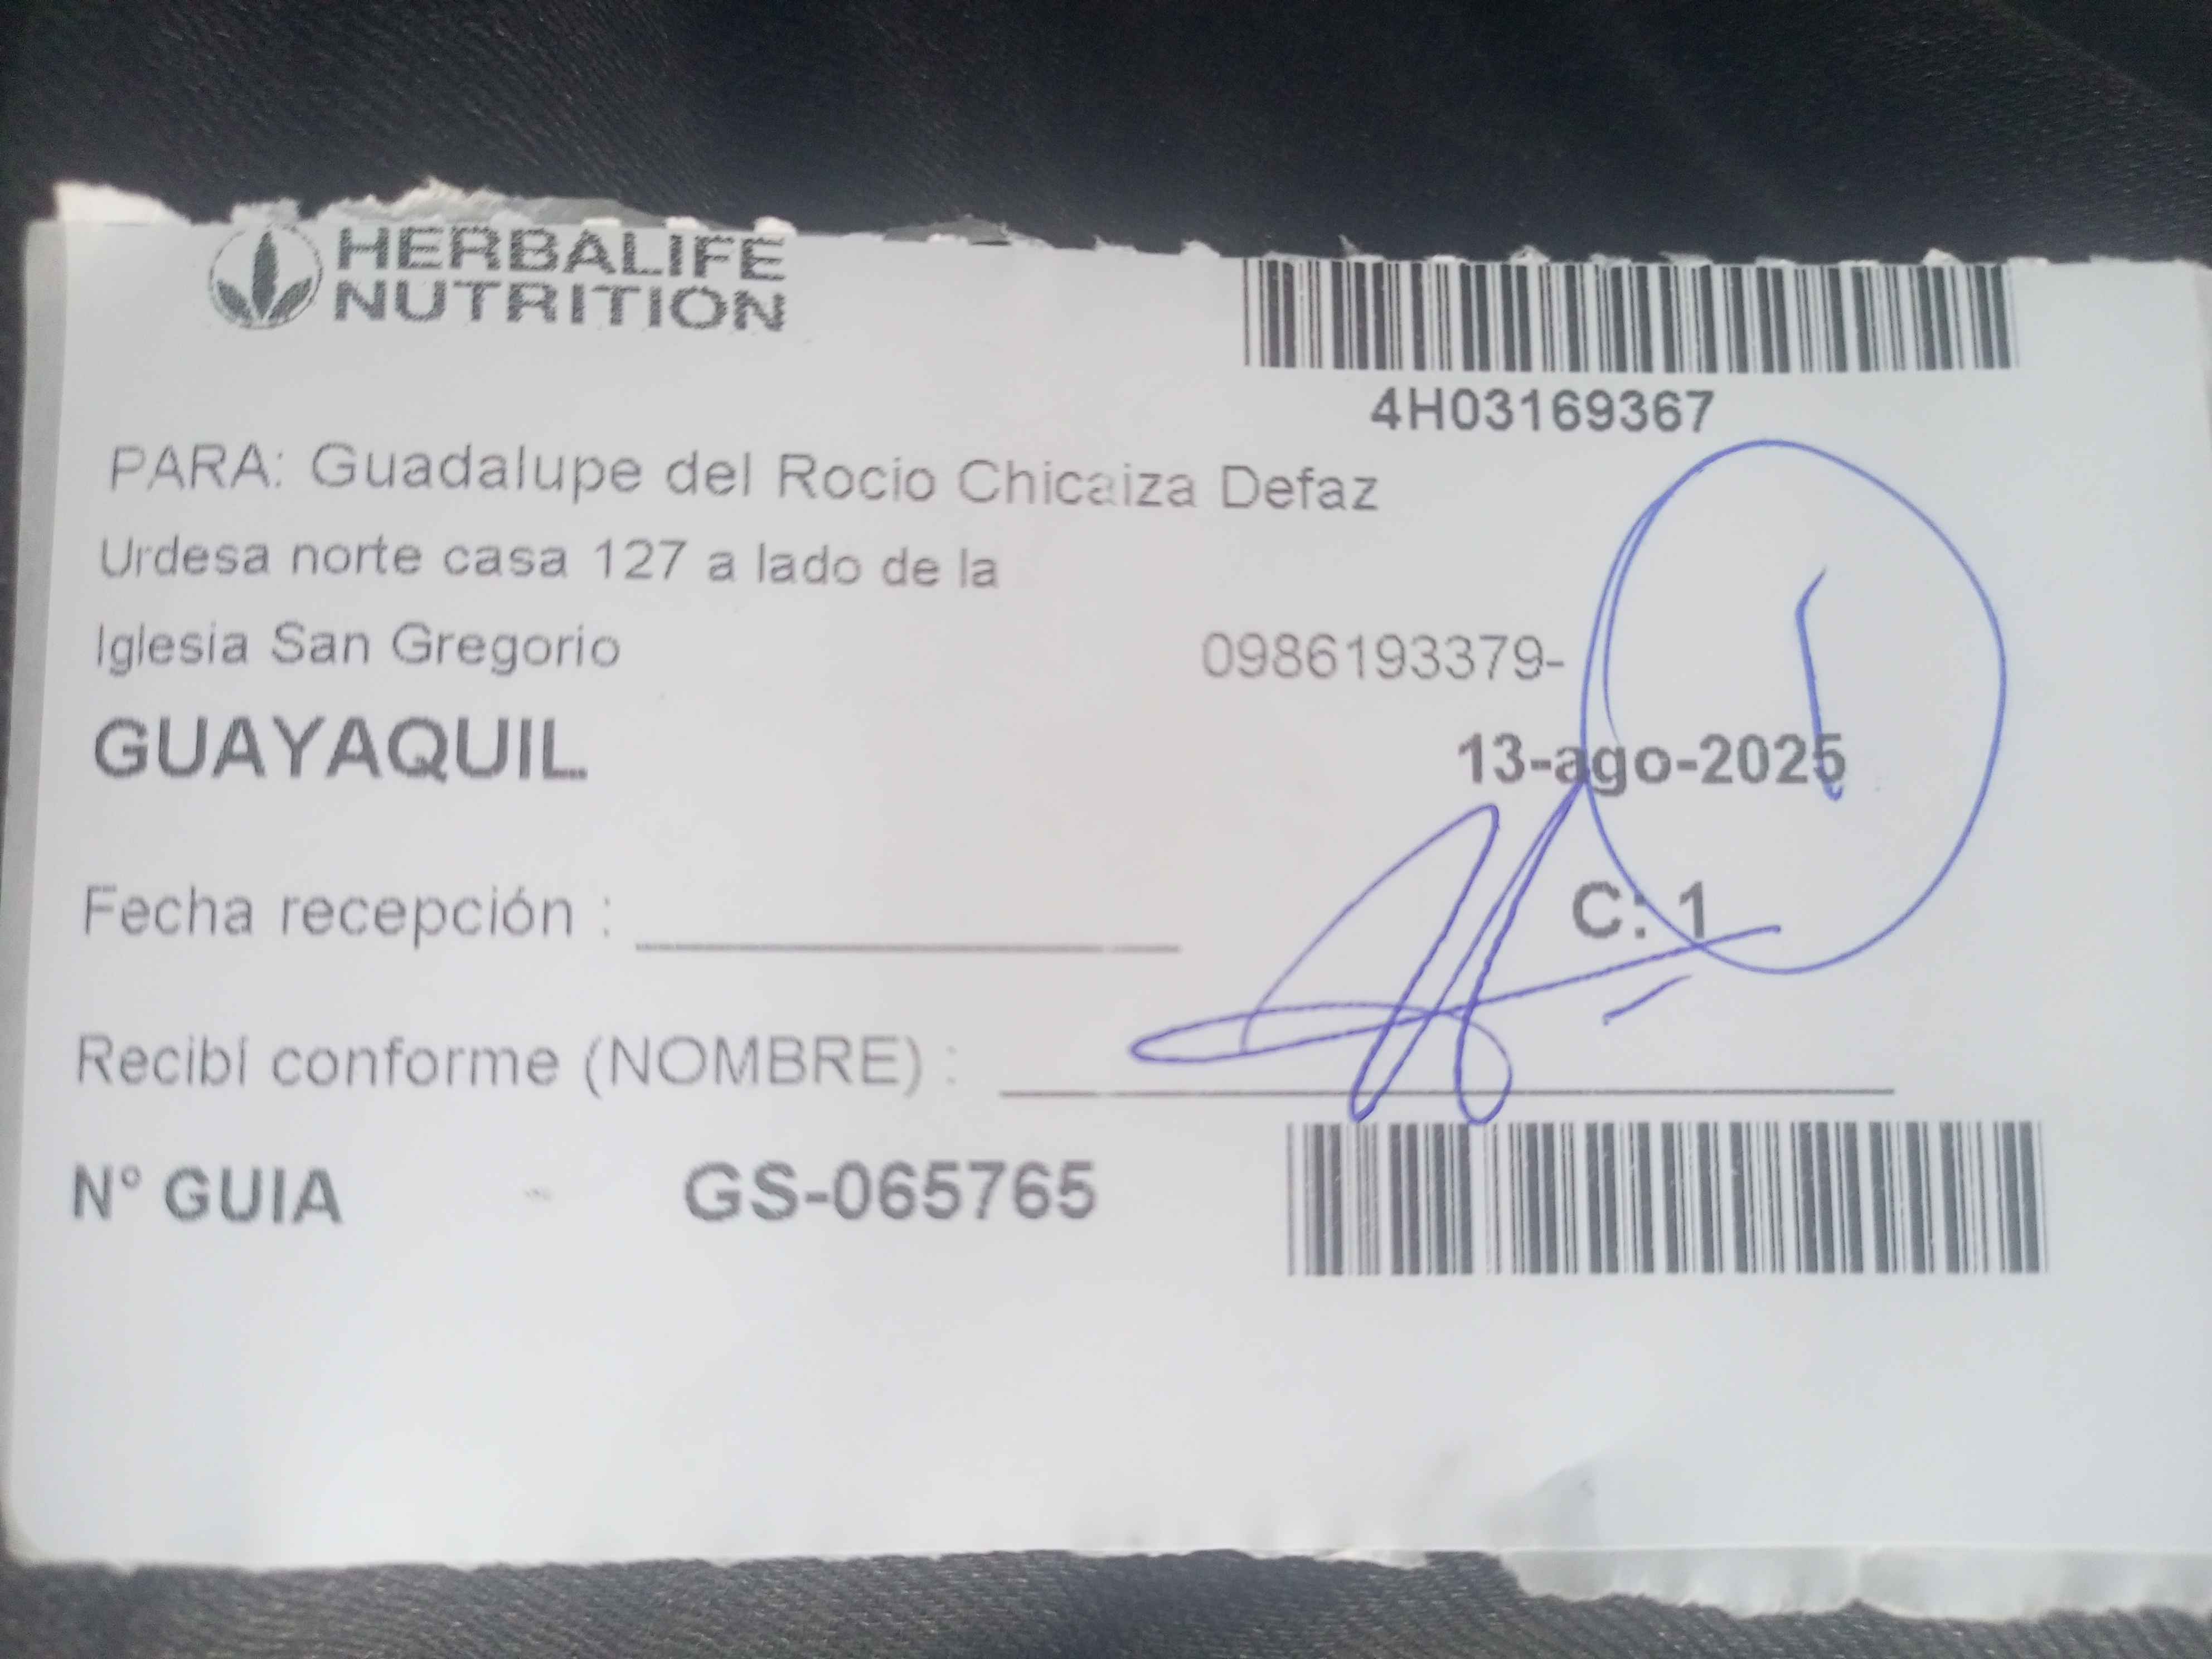 HERBALIFE
NUTRITION
4H03169367
PARA: Guadalupe del Rocio Chicaiza Defaz
Urdesa norte casa 127 a lado de la
Iglesia San Gregorio
0986193379-
GUAYAQUIL
13-ago-2025
Fecha recepción :
C: 1
Recibí conforme (NOMBRE) :
N° GUIA GS-065765